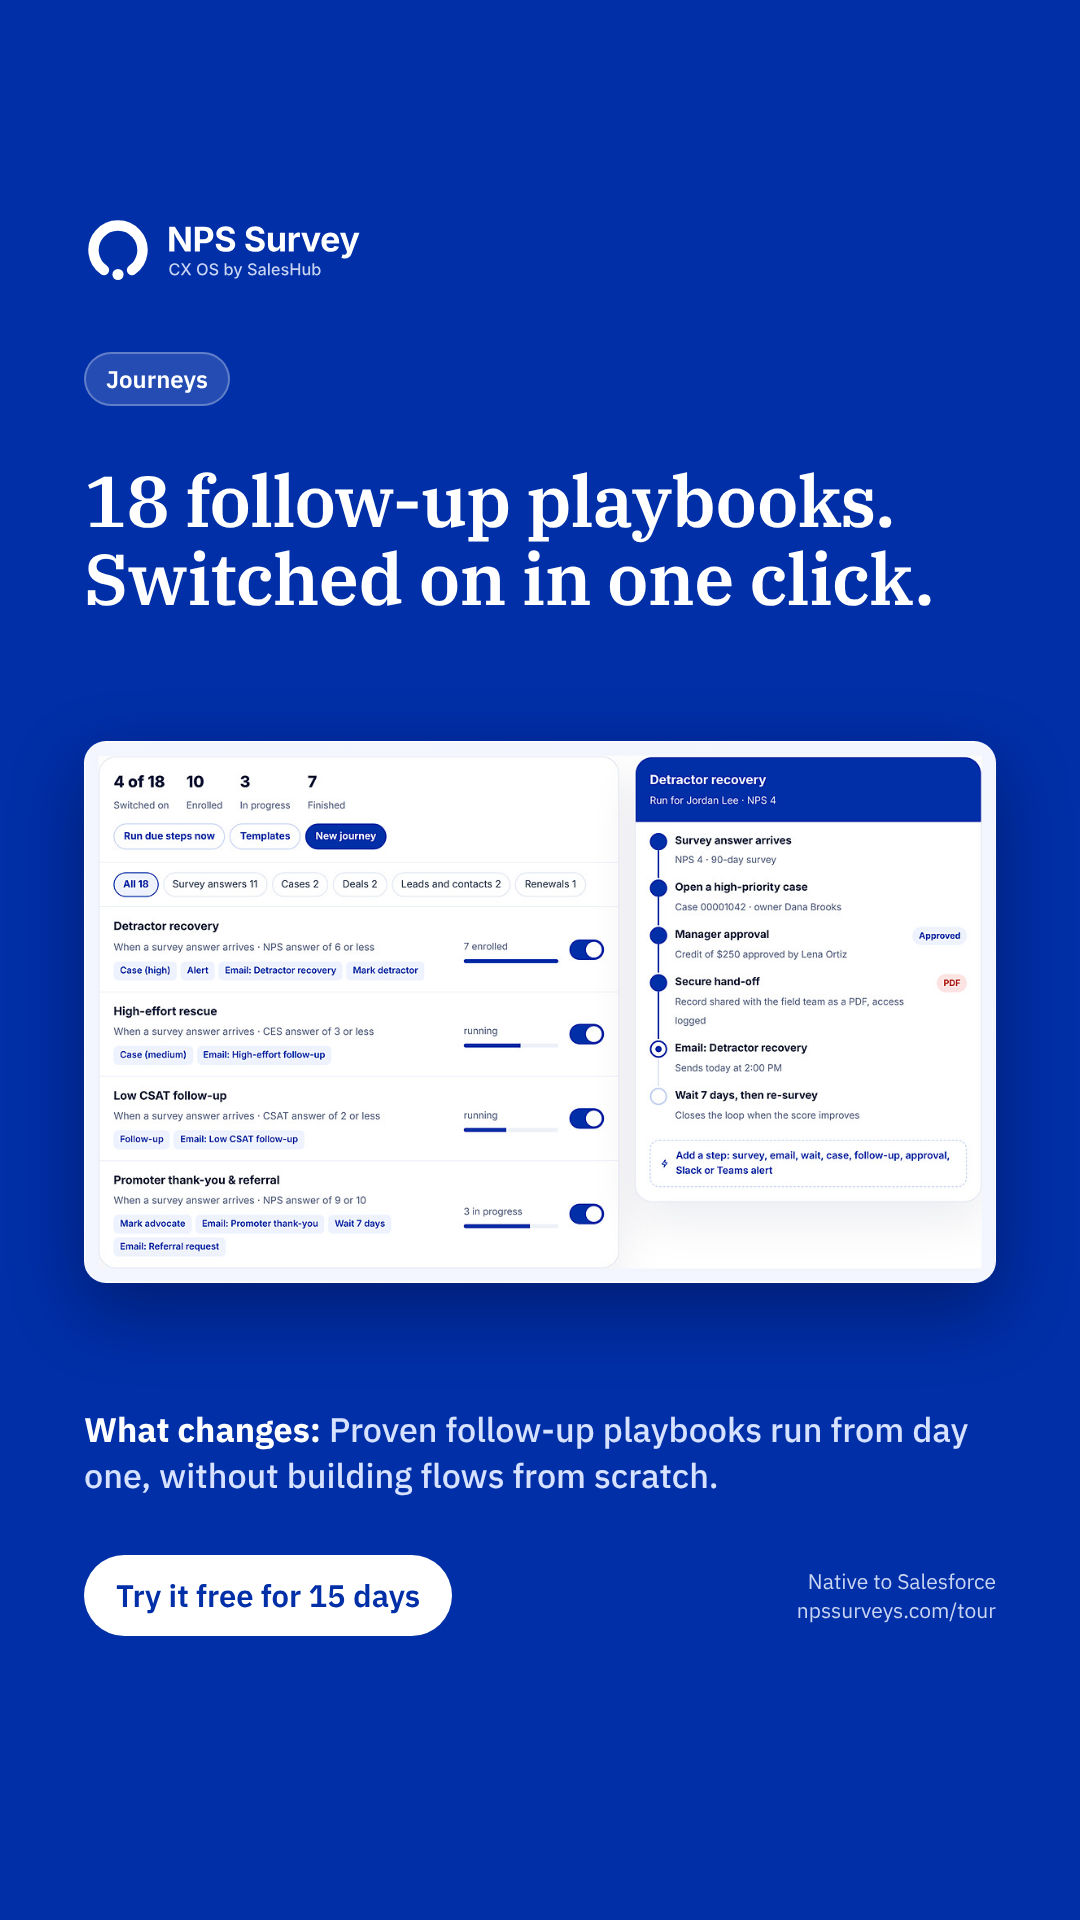 NPS Survey
CX OS by SalesHub
Journeys
18 follow-up playbooks.
Switched on in one click.
4 of 18
Switched on
10
Enrolled
3
In progress
7
Finished
Run due steps now
Templates
New journey
All 18
Survey answers 11
Cases 2
Deals 2
Leads and contacts 2
Renewals 1
Detractor recovery
When a survey answer arrives · NPS answer of 6 or less
Case (high)
Alert
Email: Detractor recovery
Mark detractor
7 enrolled
High-effort rescue
When a survey answer arrives · CES answer of 3 or less
Case (medium)
Email: High-effort follow-up
running
Low CSAT follow-up
When a survey answer arrives · CSAT answer of 2 or less
Follow-up
Email: Low CSAT follow-up
running
Promoter thank-you & referral
When a survey answer arrives · NPS answer of 9 or 10
Mark advocate
Email: Promoter thank-you
Wait 7 days
Email: Referral request
3 in progress
Detractor recovery
Run for Jordan Lee · NPS 4
Survey answer arrives
NPS 4 · 90-day survey
Open a high-priority case
Case 00001042 · owner Dana Brooks
Manager approval
Approved
Credit of $250 approved by Lena Ortiz
Secure hand-off
PDF
Record shared with the field team as a PDF, access
logged
Email: Detractor recovery
Sends today at 2:00 PM
Wait 7 days, then re-survey
Closes the loop when the score improves
Add a step: survey, email, wait, case, follow-up, approval,
Slack or Teams alert
What changes: Proven follow-up playbooks run from day
one, without building flows from scratch.
Try it free for 15 days
Native to Salesforce
npssurveys.com/tour